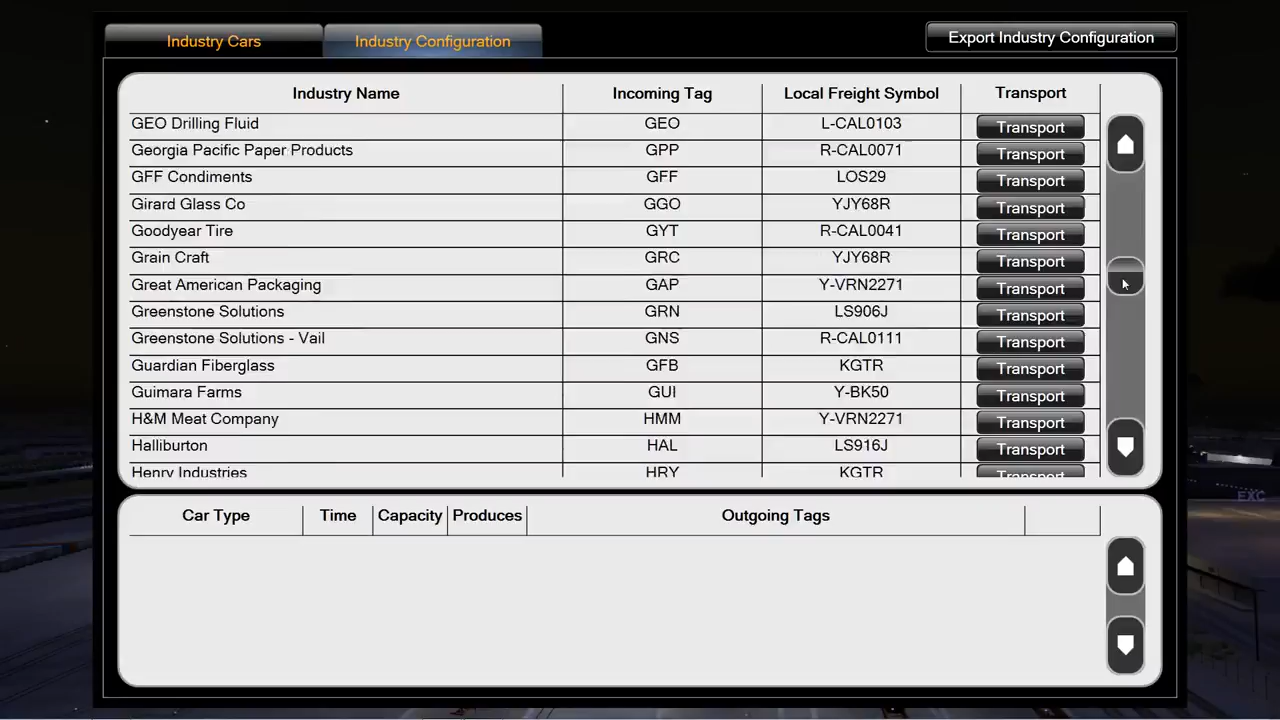 Industry Cars Industry Configuration Export Industry Configuration
Industry Name Incoming Tag Local Freight Symbol Transport
GEO Drilling Fluid GEO L-CAL0103 Transport
Georgia Pacific Paper Products GPP R-CAL0071 Transport
GFF Condiments GFF LOS29 Transport
Girard Glass Co GGO YJY68R Transport
Goodyear Tire GYT R-CAL0041 Transport
Grain Craft GRC YJY68R Transport
Great American Packaging GAP Y-VRN2271 Transport
Greenstone Solutions GRN LS906J Transport
Greenstone Solutions - Vail GNS R-CAL0111 Transport
Guardian Fiberglass GFB KGTR Transport
Guimara Farms GUI Y-BK50 Transport
H&M Meat Company HMM Y-VRN2271 Transport
Halliburton HAL LS916J Transport
Henry Industries HRY KGTR Transport
EXC
Car Type Time Capacity Produces Outgoing Tags